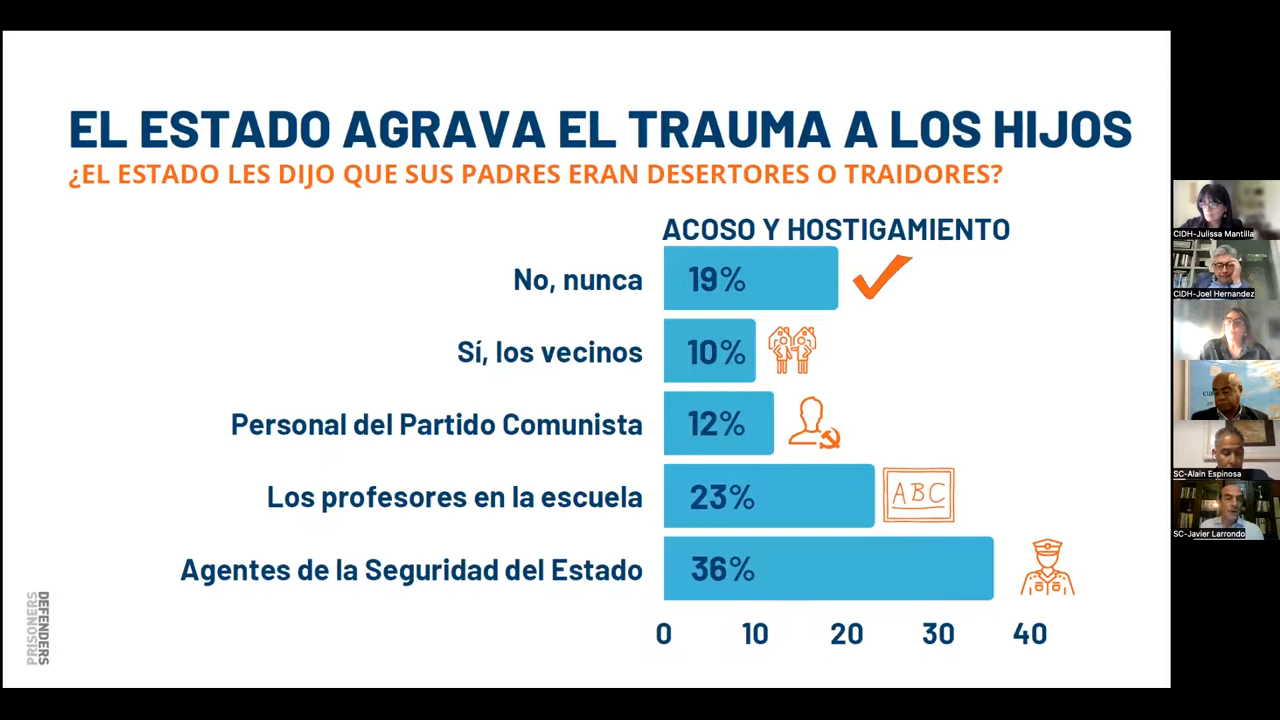 EL ESTADO AGRAVA EL TRAUMA A LOS HIJOS
¿EL ESTADO LES DIJO QUE SUS PADRES ERAN DESERTORES O TRAIDORES?
ACOSO Y HOSTIGAMIENTO
No, nunca 19%
Sí, los vecinos 10%
Personal del Partido Comunista 12%
Los profesores en la escuela 23%
ABC
Agentes de la Seguridad del Estado 36%
0 10 20 30 40
PRISONERS
DEFENDERS
CIDH-Julissa Mantilla
CIDH-Joel Hernandez
SC-Alain Espinosa
SC-Javier Larrondo